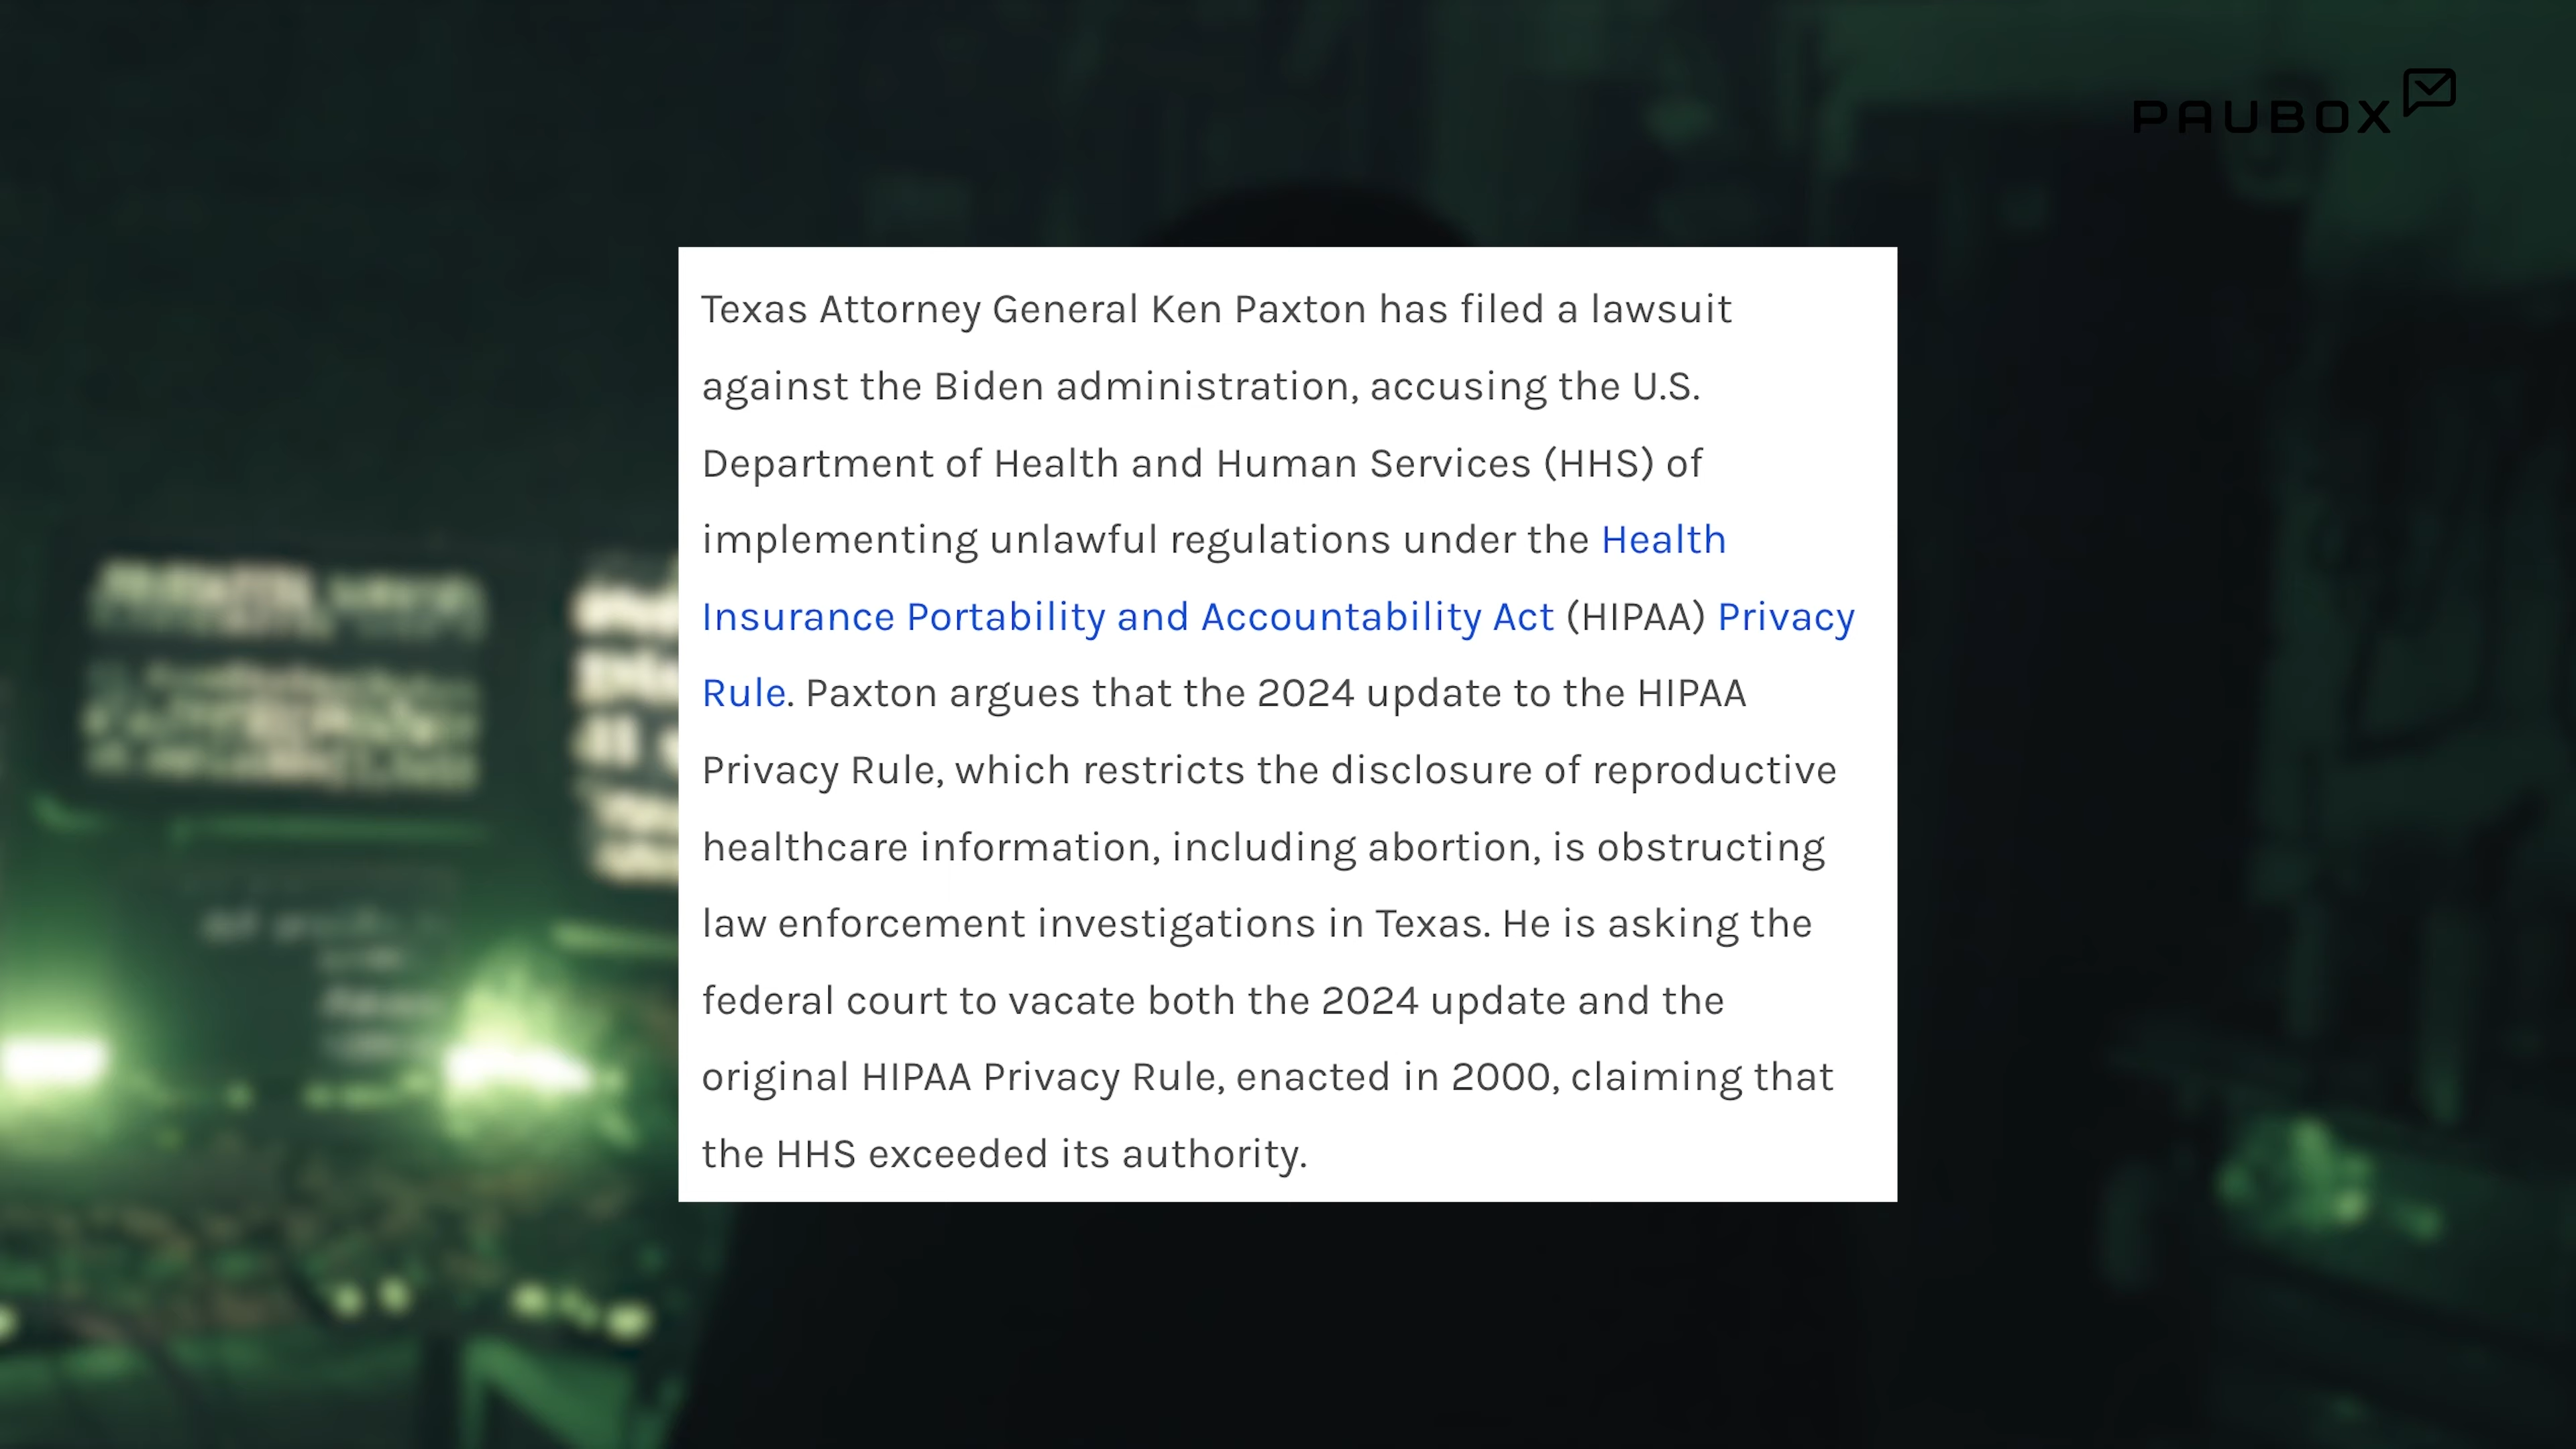 PAUBOX
Texas Attorney General Ken Paxton has filed a lawsuit
against the Biden administration, accusing the U.S.
Department of Health and Human Services (HHS) of
implementing unlawful regulations under the Health
Insurance Portability and Accountability Act (HIPAA) Privacy
Rule. Paxton argues that the 2024 update to the HIPAA
Privacy Rule, which restricts the disclosure of reproductive
healthcare information, including abortion, is obstructing
law enforcement investigations in Texas. He is asking the
federal court to vacate both the 2024 update and the
original HIPAA Privacy Rule, enacted in 2000, claiming that
the HHS exceeded its authority.